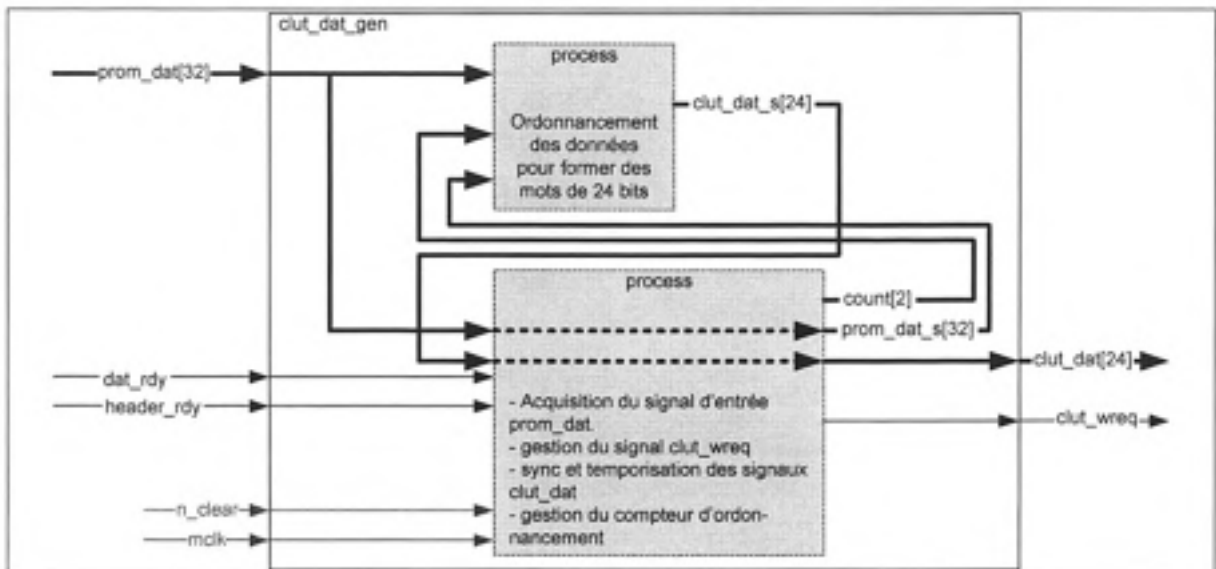 clut_dat_gen
process
prom_dat[32]
clut_dat_s[24]
Ordonnancement
des données
pour former des
mots de 24 bits
process
count[2]
prom_dat_s[32]
clut_dat[24]
dat_rdy
header_rdy
- Acquisition du signal d'entrée
prom_dat.
- gestion du signal clut_wreq
- sync et temporisation des signaux
clut_dat
- gestion du compteur d'ordon-
nancement
clut_wreq
n_clear
mclk